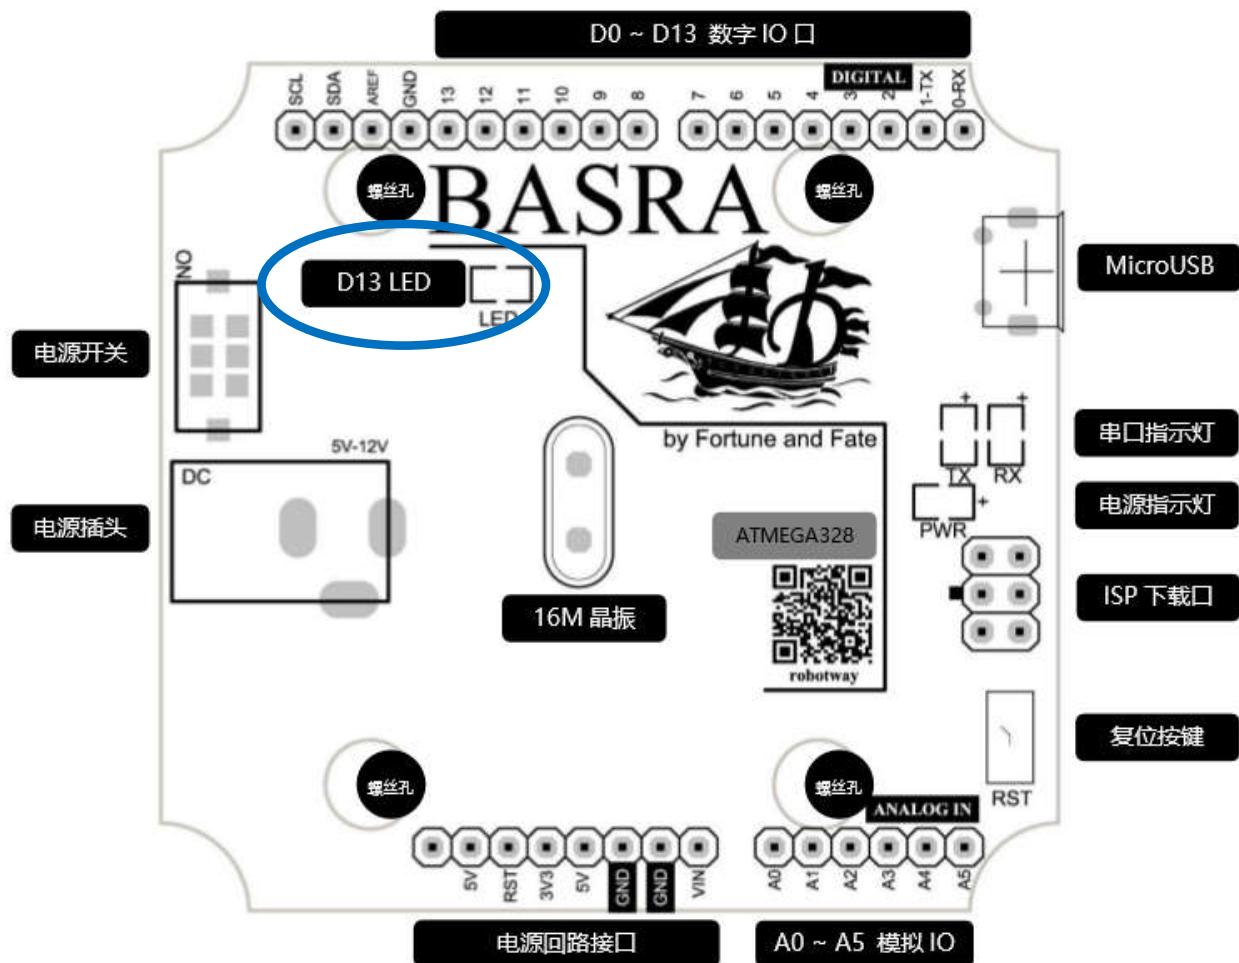 D0 ~ D13 数字 IO 口
DIGITAL
SCL
SDA
AREF
GND
13
12
11
10
9
8
7
6
5
4
3
2
1-TX
0-RX
螺丝孔
螺丝孔
BASRA
ON
D13 LED
LED
MicroUSB
电源开关
by Fortune and Fate
TX
RX
串口指示灯
5V-12V
DC
电源插头
PWR
电源指示灯
ATMEGA328
16M 晶振
ISP 下载口
robotway
螺丝孔
螺丝孔
复位按键
RST
ANALOG IN
5V
RST
3V3
5V
GND
GND
VIN
A0
A1
A2
A3
A4
A5
电源回路接口
A0 ~ A5 模拟 IO